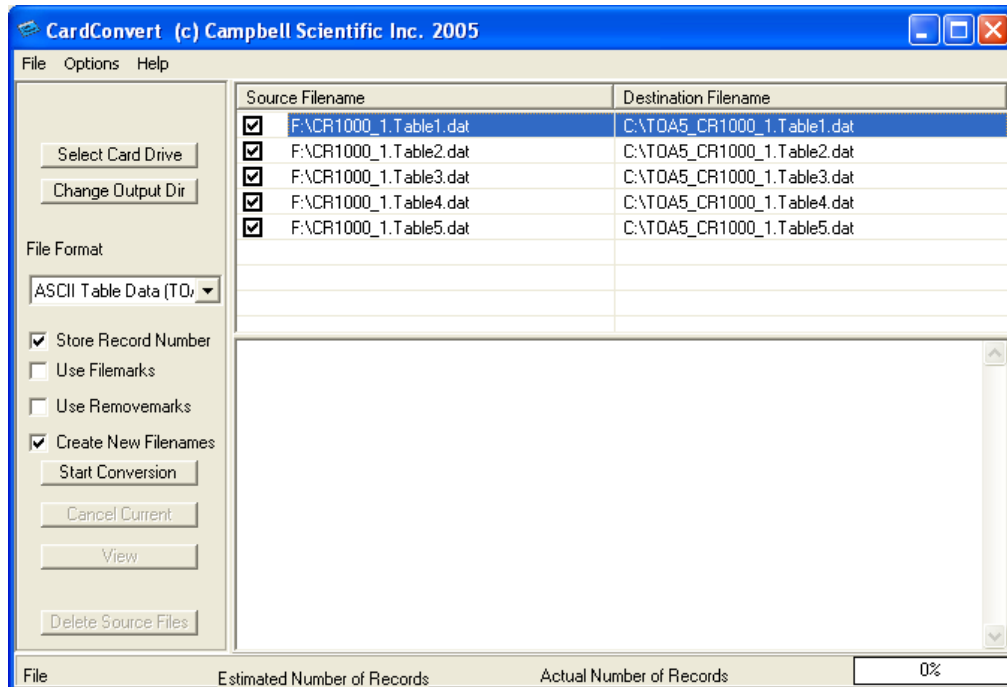 CardConvert (c) Campbell Scientific Inc. 2005
File Options Help
Select Card Drive
Change Output Dir
File Format
ASCII Table Data (TO
Store Record Number
Use Filemarks
Use Removemarks
Create New Filenames
Start Conversion
Cancel Current
View
Delete Source Files
Source Filename Destination Filename
F:\CR1000_1.Table1.dat C:\TOA5_CR1000_1.Table1.dat
F:\CR1000_1.Table2.dat C:\TOA5_CR1000_1.Table2.dat
F:\CR1000_1.Table3.dat C:\TOA5_CR1000_1.Table3.dat
F:\CR1000_1.Table4.dat C:\TOA5_CR1000_1.Table4.dat
F:\CR1000_1.Table5.dat C:\TOA5_CR1000_1.Table5.dat
File Estimated Number of Records Actual Number of Records 0%